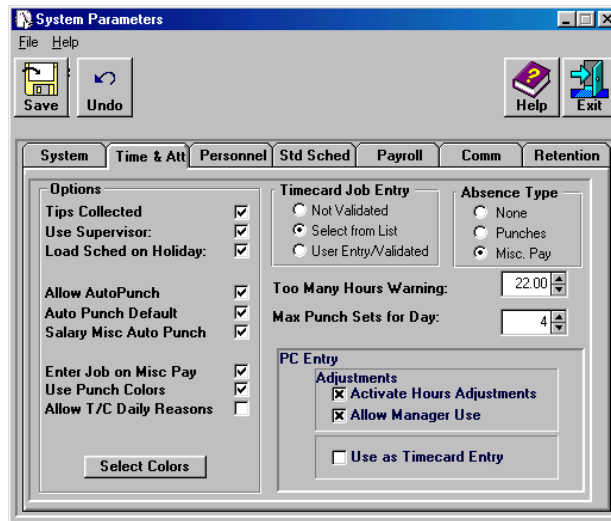 System Parameters
File Help
Save Undo Help Exit
System Time & Att Personnel Std Sched Payroll Comm Retention
Options
Tips Collected
Use Supervisor:
Load Sched on Holiday:
Allow AutoPunch
Auto Punch Default
Salary Misc Auto Punch
Enter Job on Misc Pay
Use Punch Colors
Allow T/C Daily Reasons
Select Colors
Timecard Job Entry
Not Validated
Select from List
User Entry/Validated
Absence Type
None
Punches
Misc. Pay
Too Many Hours Warning: 22.00
Max Punch Sets for Day: 4
PC Entry
Adjustments
Activate Hours Adjustments
Allow Manager Use
Use as Timecard Entry